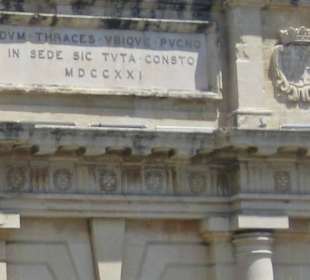 DVM·THRACES·VBIQVE·PVGNO
IN SEDE SIC TVTA·CONSTO
MDCCXXI